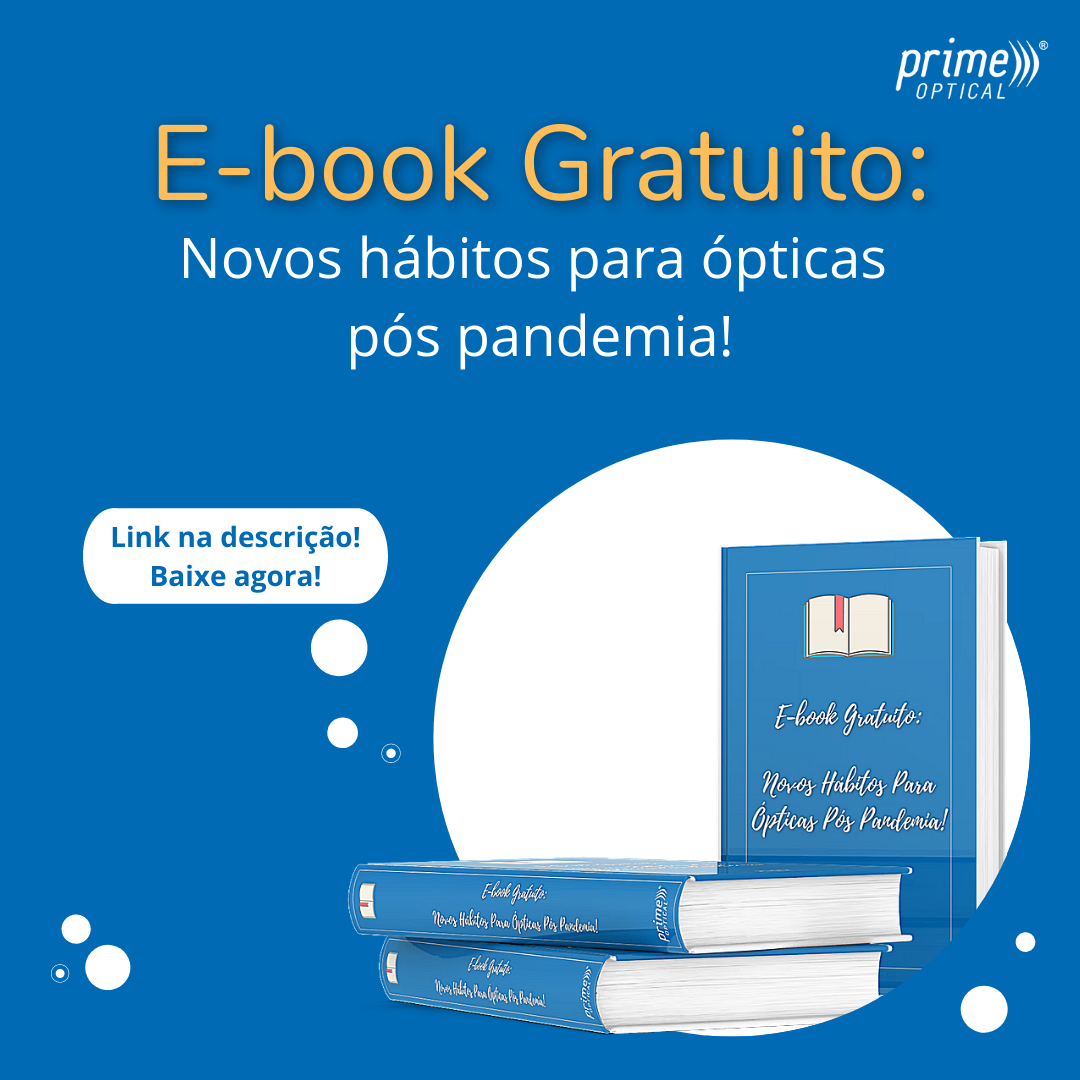 prime®
OPTICAL
E-book Gratuito:
Novos hábitos para ópticas
pós pandemia!
Link na descrição!
Baixe agora!
E-book Gratuito:
Novos Hábitos Para
Ópticas Pós Pandemia!
E-book Gratuito:
Novos Hábitos Para Ópticas Pós Pandemia!
prime
OPTICAL
E-book Gratuito:
Novos Hábitos Para Ópticas Pós Pandemia!
prime
OPTICAL